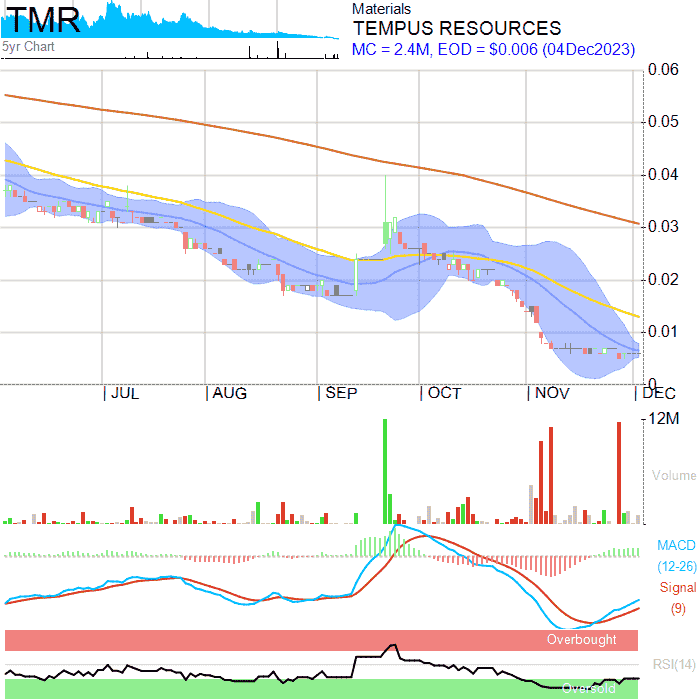 TMR
5yr Chart
Materials
TEMPUS RESOURCES
MC = 2.4M, EOD = $0.006 (04Dec2023)
0.06
0.05
0.04
0.03
0.02
0.01
0
JUL AUG SEP OCT NOV DEC
12M
Volume
MACD
(12-26)
Signal
(9)
Overbought
RSI(14)
Oversold